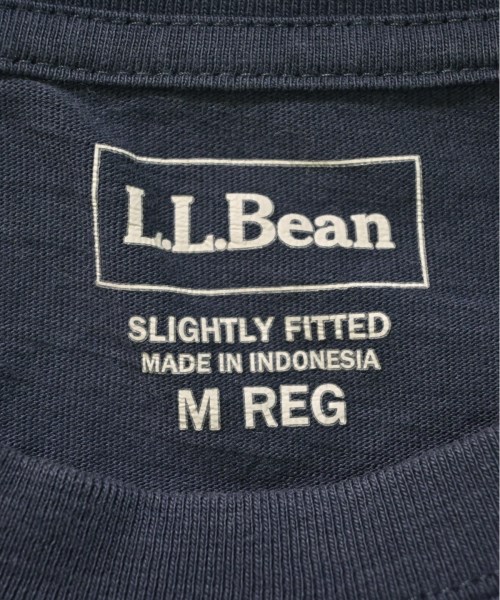 L.L.Bean
SLIGHTLY FITTED
MADE IN INDONESIA
M REG